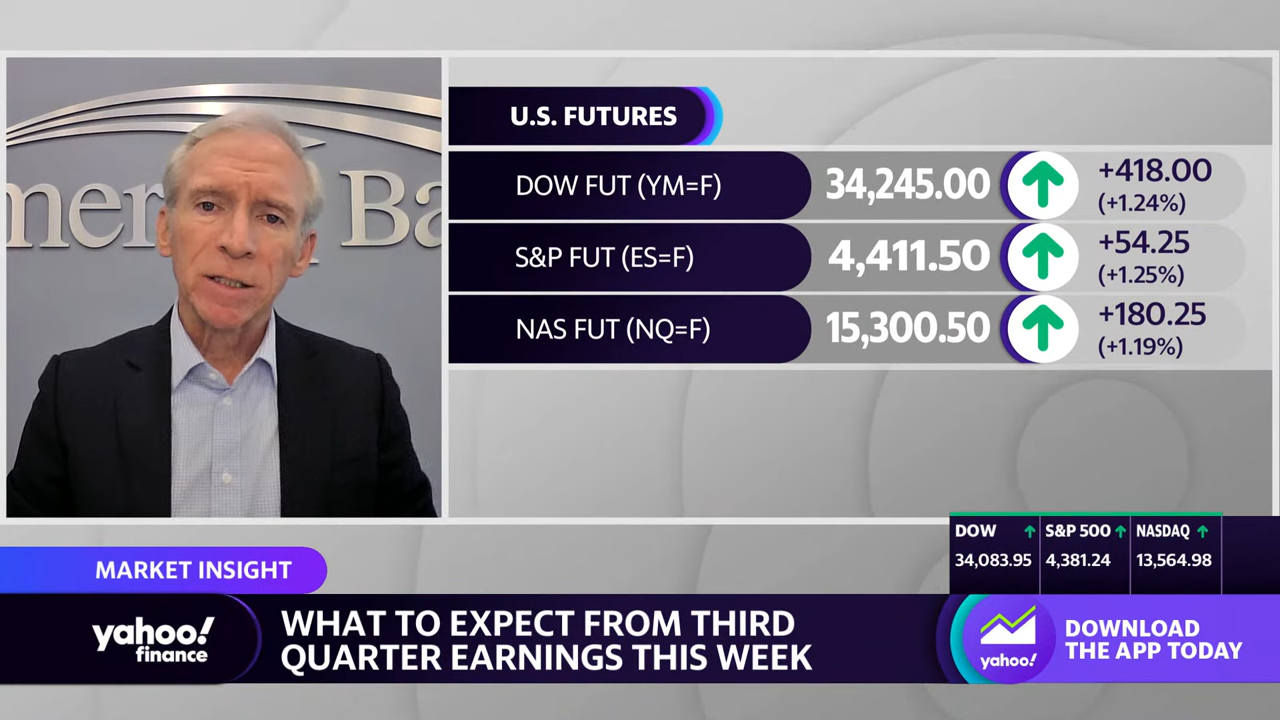 mer Ba
U.S. FUTURES
DOW FUT (YM=F) 34,245.00 +418.00 (+1.24%)
S&P FUT (ES=F) 4,411.50 +54.25 (+1.25%)
NAS FUT (NQ=F) 15,300.50 +180.25 (+1.19%)
DOW S&P 500 NASDAQ
34,083.95 4,381.24 13,564.98
MARKET INSIGHT
yahoo!
finance
WHAT TO EXPECT FROM THIRD
QUARTER EARNINGS THIS WEEK
yahoo!
DOWNLOAD
THE APP TODAY